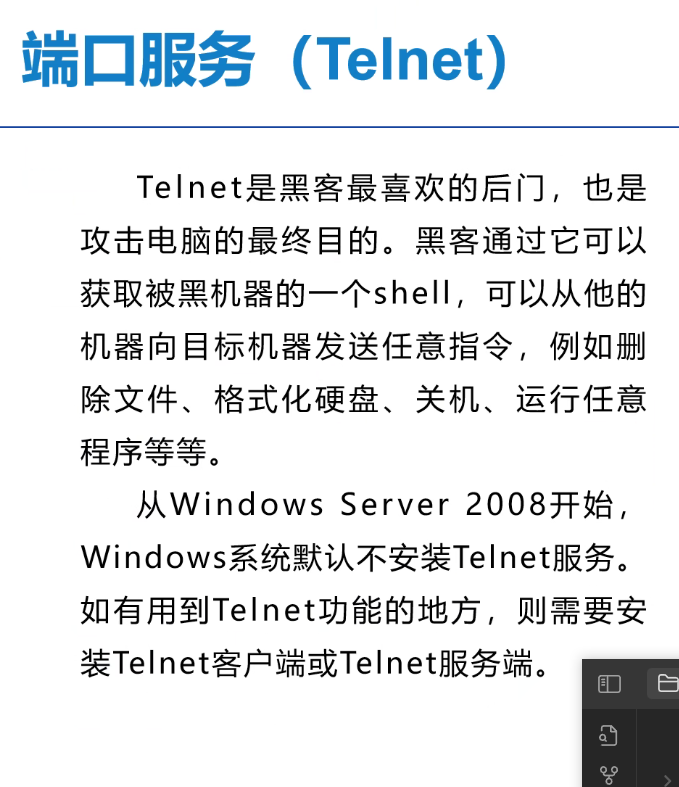 端口服务（Telnet）
Telnet是黑客最喜欢的后门，也是
攻击电脑的最终目的。黑客通过它可以
获取被黑机器的一个shell，可以从他的
机器向目标机器发送任意指令，例如删
除文件、格式化硬盘、关机、运行任意
程序等等。
从Windows Server 2008开始，
Windows系统默认不安装Telnet服务。
如有用到Telnet功能的地方，则需要安
装Telnet客户端或Telnet服务端。